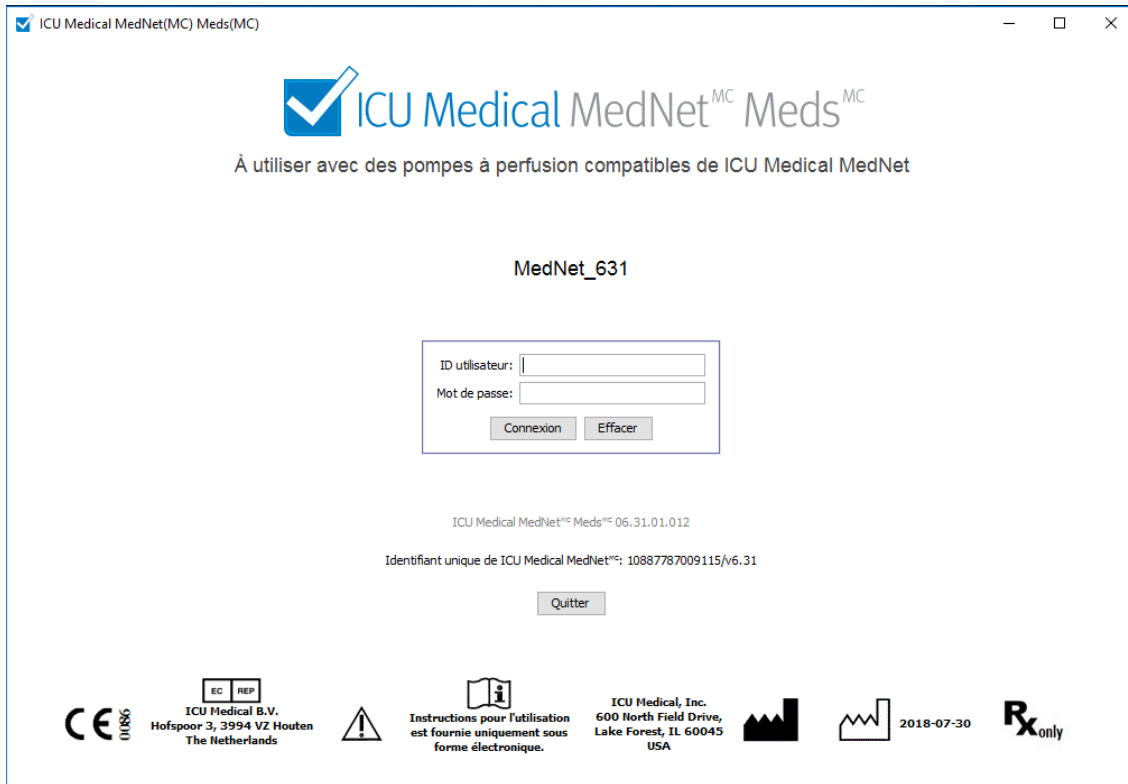 ICU Medical MedNet(MC) Meds(MC)
ICU Medical MedNet MC Meds MC
À utiliser avec des pompes à perfusion compatibles de ICU Medical MedNet
MedNet_631
ID utilisateur:
Mot de passe:
Connexion Effacer
ICU Medical MedNet MC Meds MC 06.31.01.012
Identifiant unique de ICU Medical MedNet MC: 10887787009115/v6.31
Quitter
CE 0086
EC REP
ICU Medical B.V.
Hofspoor 3, 3994 VZ Houten
The Netherlands
i
Instructions pour l'utilisation
est fournie uniquement sous
forme électronique.
ICU Medical, Inc.
600 North Field Drive,
Lake Forest, IL 60045
USA
2018-07-30
Rx only